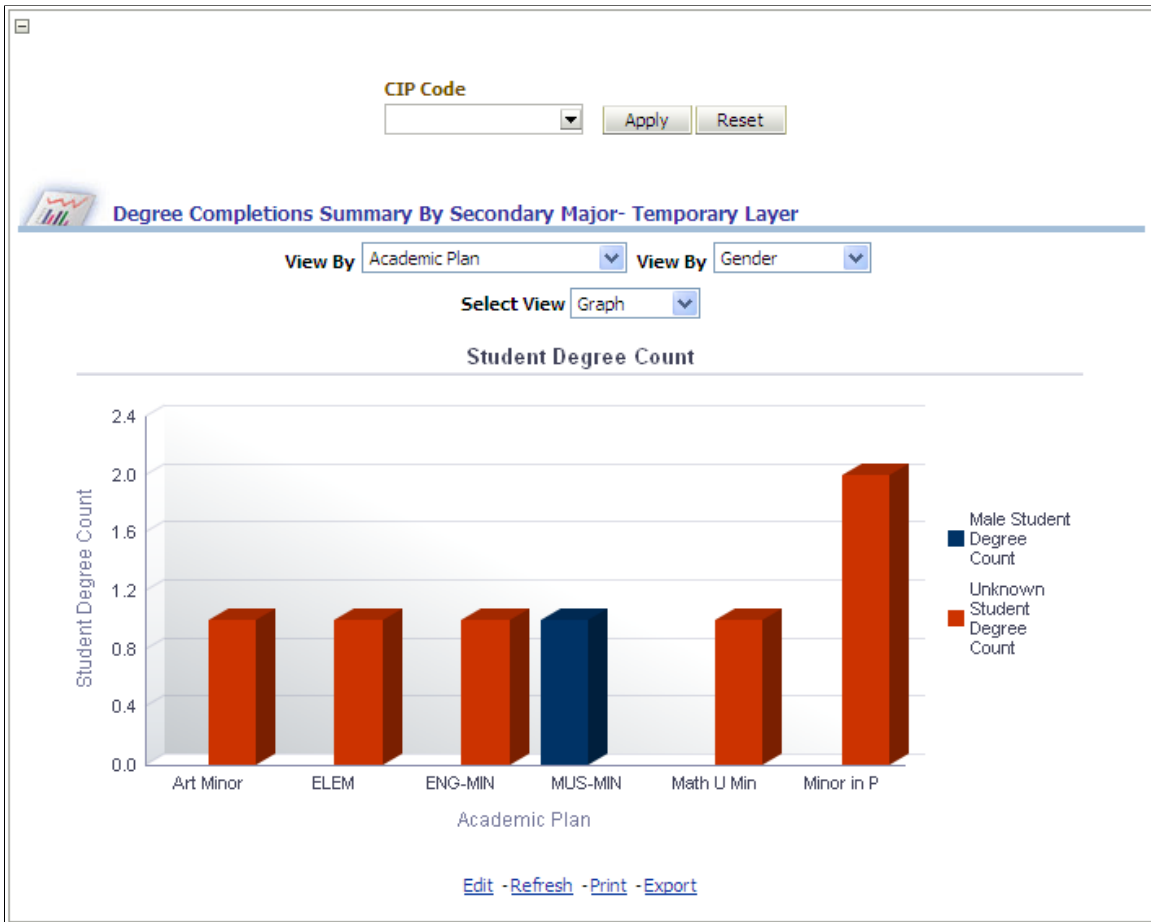 CIP Code
Apply Reset
Degree Completions Summary By Secondary Major- Temporary Layer
View By Academic Plan View By Gender
Select View Graph
Student Degree Count
2.4
2.0
1.6
1.2
0.8
0.4
0.0
Student Degree Count
Art Minor ELEM ENG-MIN MUS-MIN Math U Min Minor in P
Academic Plan
Male Student
Degree
Count
Unknown
Student
Degree
Count
Edit - Refresh - Print - Export